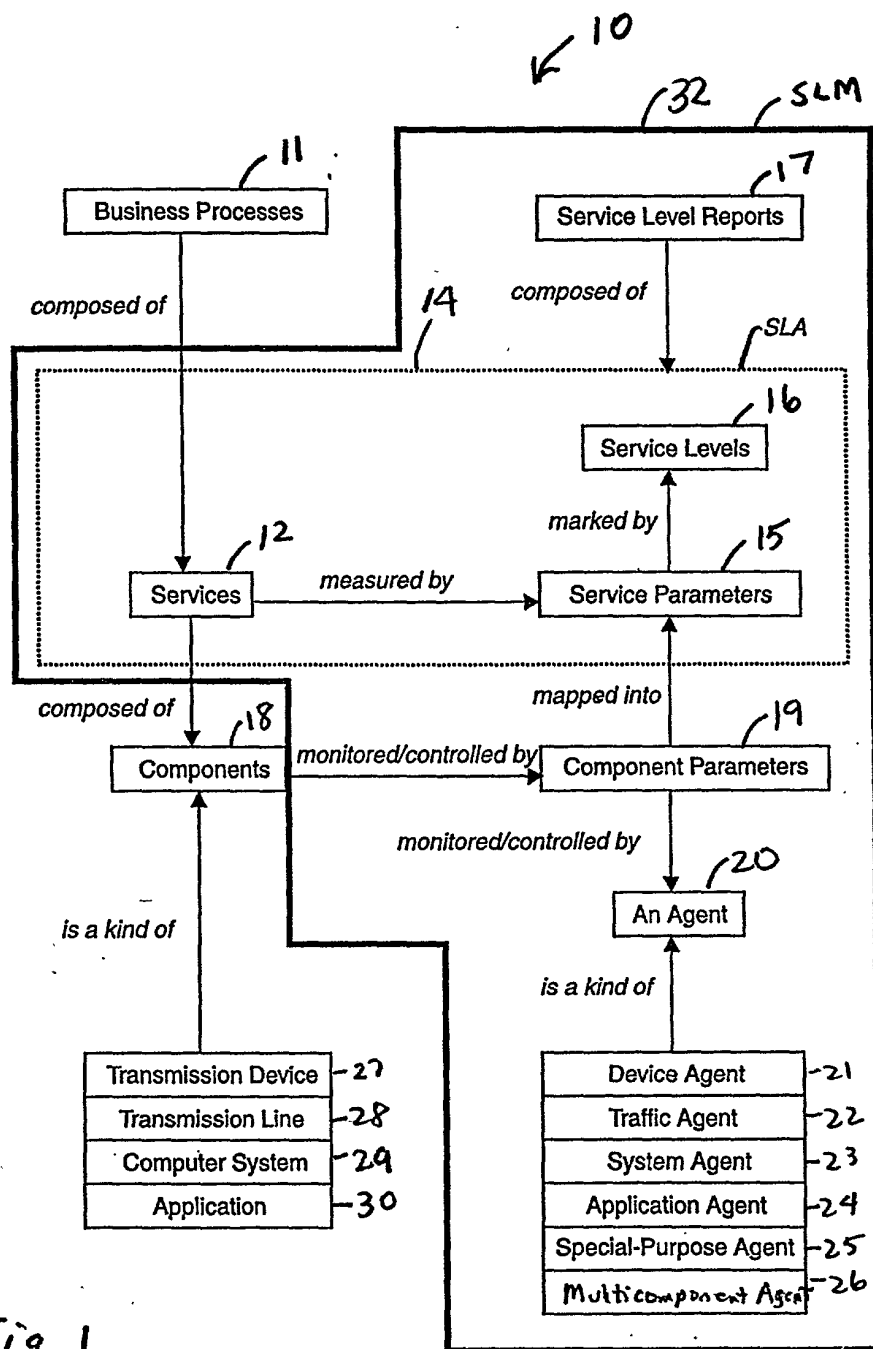 10
32 SLM
11
17
Business Processes
Service Level Reports
composed of
composed of
14
SLA
16
Service Levels
marked by
12
15
Services
measured by
Service Parameters
composed of
mapped into
18
19
Components
monitored/controlled by
Component Parameters
monitored/controlled by
20
An Agent
is a kind of
is a kind of
Transmission Device 27
Transmission Line 28
Computer System 29
Application 30
Device Agent 21
Traffic Agent 22
System Agent 23
Application Agent 24
Special-Purpose Agent 25
Multicomponent Agent 26
Fig. 1